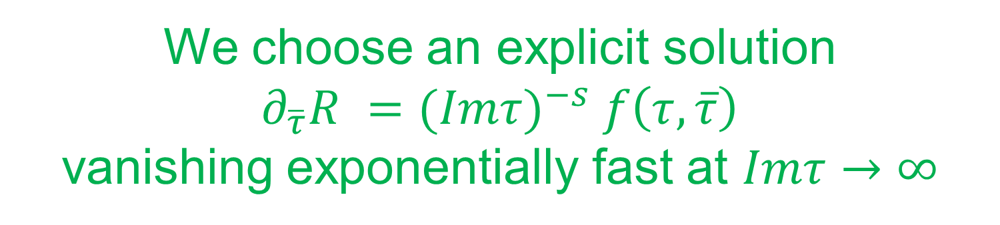 We choose an explicit solution
∂_τ̄ R = (Imτ)^{−s} f(τ, τ̄)
vanishing exponentially fast at Imτ → ∞